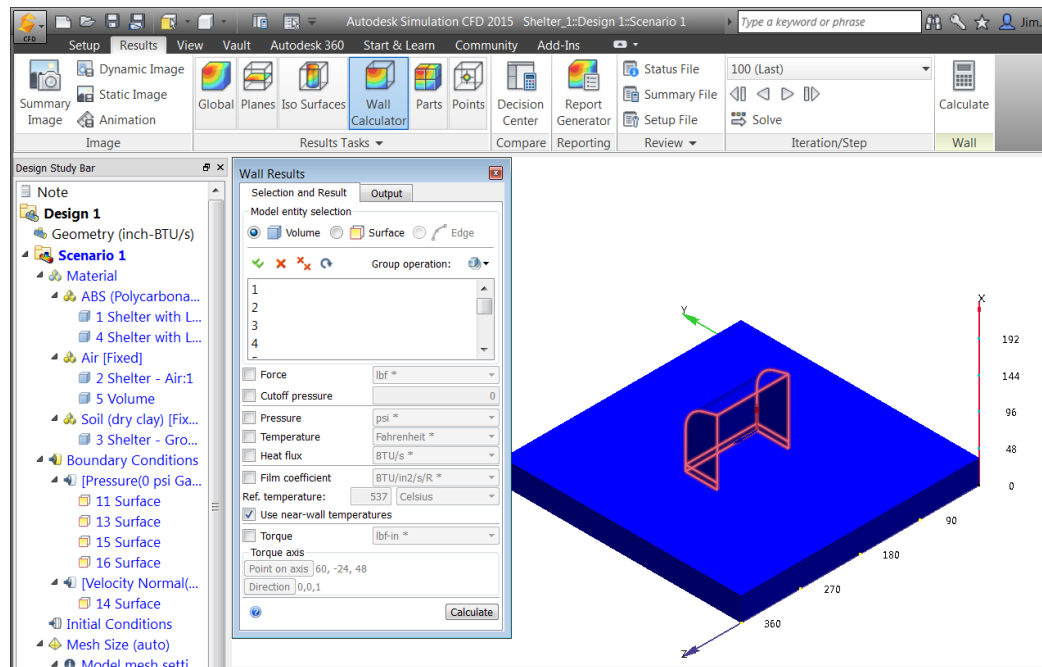 Autodesk Simulation CFD 2015 Shelter_1::Design 1::Scenario 1
Type a keyword or phrase
Jim.
CFD
Setup Results View Vault Autodesk 360 Start & Learn Community Add-Ins
Summary Image
Dynamic Image
Static Image
Animation
Global Planes Iso Surfaces Wall Calculator Parts Points
Decision Center
Report Generator
Status File
Summary File
Setup File
100 (Last)
Solve
Calculate
Image Results Tasks Compare Reporting Review Iteration/Step Wall
Design Study Bar
Note
Design 1
Geometry (inch-BTU/s)
Scenario 1
Material
ABS (Polycarbona...
1 Shelter with L...
4 Shelter with L...
Air [Fixed]
2 Shelter - Air:1
5 Volume
Soil (dry clay) [Fix...
3 Shelter - Gro...
Boundary Conditions
[Pressure(0 psi Ga...
11 Surface
13 Surface
15 Surface
16 Surface
[Velocity Normal(...
14 Surface
Initial Conditions
Mesh Size (auto)
Model mesh setti
Wall Results
Selection and Result Output
Model entity selection
Volume Surface Edge
Group operation:
1
2
3
4
Force lbf *
Cutoff pressure 0
Pressure psi *
Temperature Fahrenheit *
Heat flux BTU/s *
Film coefficient BTU/in2/s/R *
Ref. temperature: 537 Celsius
Use near-wall temperatures
Torque lbf-in *
Torque axis
Point on axis 60, -24, 48
Direction 0,0,1
Calculate
X
Y
192
144
96
48
0
90
180
270
360
Z